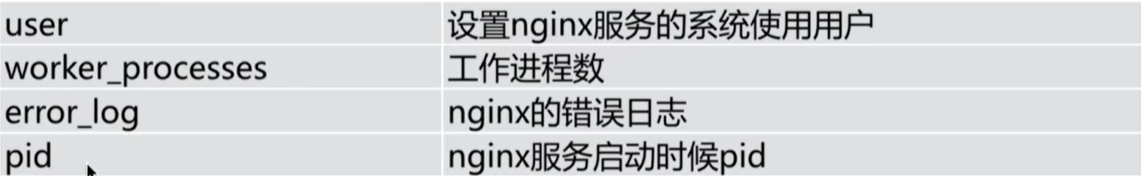 user 设置nginx服务的系统使用用户
worker_processes 工作进程数
error_log nginx的错误日志
pid nginx服务启动时候pid